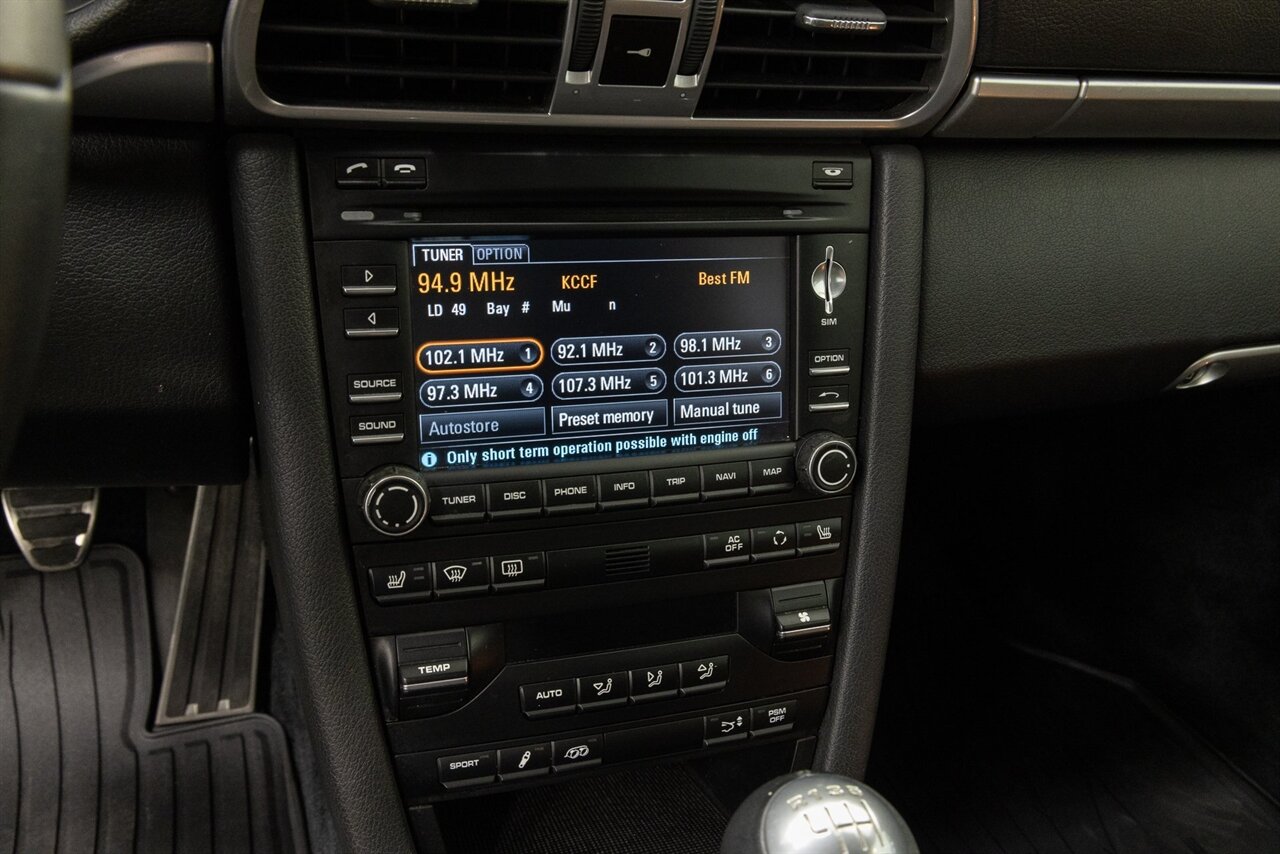 TUNER OPTION
94.9 MHz KCCF Best FM
LD 49 Bay # Mu n
SIM
102.1 MHz 1 92.1 MHz 2 98.1 MHz 3
OPTION
97.3 MHz 4 107.3 MHz 5 101.3 MHz 6
SOURCE
Autostore Preset memory Manual tune
SOUND
i Only short term operation possible with engine off
TUNER DISC PHONE INFO TRIP NAVI MAP
AC OFF
TEMP
AUTO
PSM OFF
SPORT